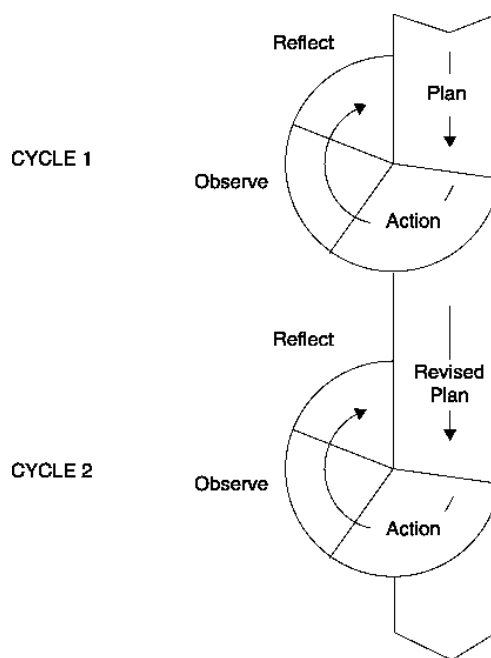 Reflect
Plan
CYCLE 1
Observe
Action
Reflect
Revised
Plan
CYCLE 2
Observe
Action